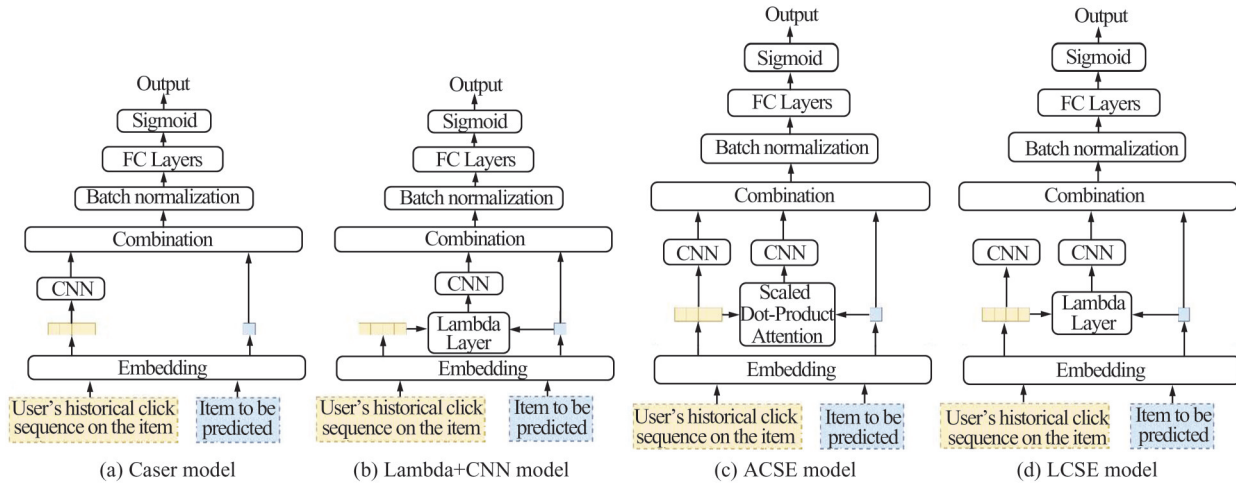 Output
Sigmoid
FC Layers
Batch normalization
Combination
CNN
Embedding
User's historical click
sequence on the item
Item to be
predicted
(a) Caser model
Output
Sigmoid
FC Layers
Batch normalization
Combination
CNN
Lambda
Layer
Embedding
User's historical click
sequence on the item
Item to be
predicted
(b) Lambda+CNN model
Output
Sigmoid
FC Layers
Batch normalization
Combination
CNN
CNN
Scaled
Dot-Product
Attention
Embedding
User's historical click
sequence on the item
Item to be
predicted
(c) ACSE model
Output
Sigmoid
FC Layers
Batch normalization
Combination
CNN
CNN
Lambda
Layer
Embedding
User's historical click
sequence on the item
Item to be
predicted
(d) LCSE model